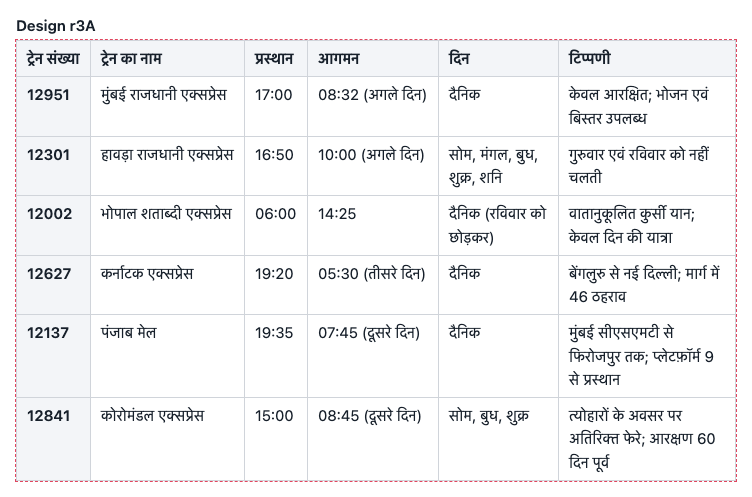 Design r3A
ट्रेन संख्या ट्रेन का नाम प्रस्थान आगमन दिन टिप्पणी
12951 मुंबई राजधानी एक्सप्रेस 17:00 08:32 (अगले दिन) दैनिक केवल आरक्षित; भोजन एवं
बिस्तर उपलब्ध
12301 हावड़ा राजधानी एक्सप्रेस 16:50 10:00 (अगले दिन) सोम, मंगल, बुध, गुरुवार एवं रविवार को नहीं
शुक्र, शनि चलती
12002 भोपाल शताब्दी एक्सप्रेस 06:00 14:25 दैनिक (रविवार को वातानुकूलित कुर्सी यान;
छोड़कर) केवल दिन की यात्रा
12627 कर्नाटक एक्सप्रेस 19:20 05:30 (तीसरे दिन) दैनिक बेंगलुरु से नई दिल्ली; मार्ग में
46 ठहराव
12137 पंजाब मेल 19:35 07:45 (दूसरे दिन) दैनिक मुंबई सीएसएमटी से
फिरोजपुर तक; प्लेटफ़ॉर्म 9
से प्रस्थान
12841 कोरोमंडल एक्सप्रेस 15:00 08:45 (दूसरे दिन) सोम, बुध, शुक्र त्योहारों के अवसर पर
अतिरिक्त फेरे; आरक्षण 60
दिन पूर्व